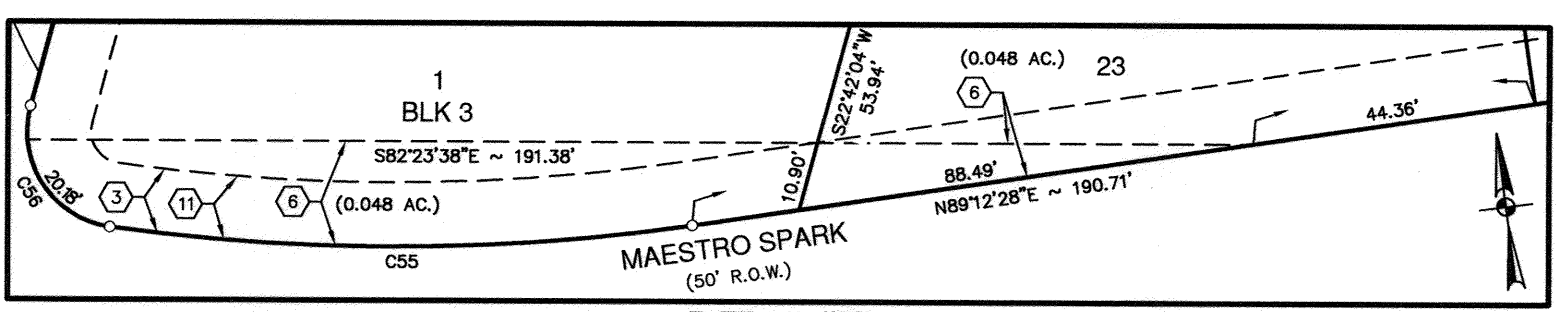 1
BLK 3
S22°42'04"W
53.94'
(0.048 AC.)
6
23
44.36'
S82°23'38"E ~ 191.38'
10.90'
88.49'
N89°12'28"E ~ 190.71'
20.18'
C56
3
11
6
(0.048 AC.)
C55
MAESTRO SPARK
(50' R.O.W.)